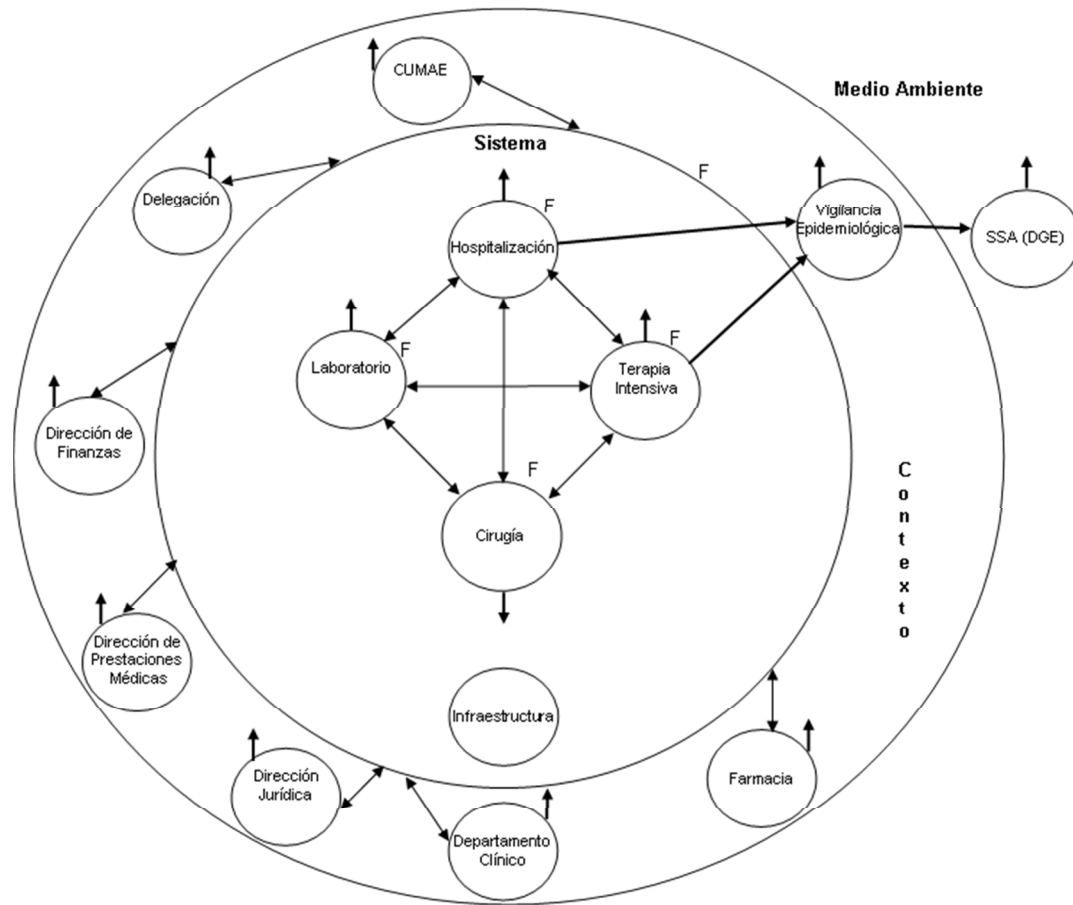 CUMAE
Medio Ambiente
Sistema
F
Delegación
F
Vigilancia
Epidemiológica
SSA (DGE)
Hospitalización
F
F
Laboratorio
Terapia
Intensiva
Dirección de
Finanzas
F
Cirugía
Contexto
Dirección de
Prestaciones
Médicas
Infraestructura
Dirección
Jurídica
Farmacia
Departamento
Clínico